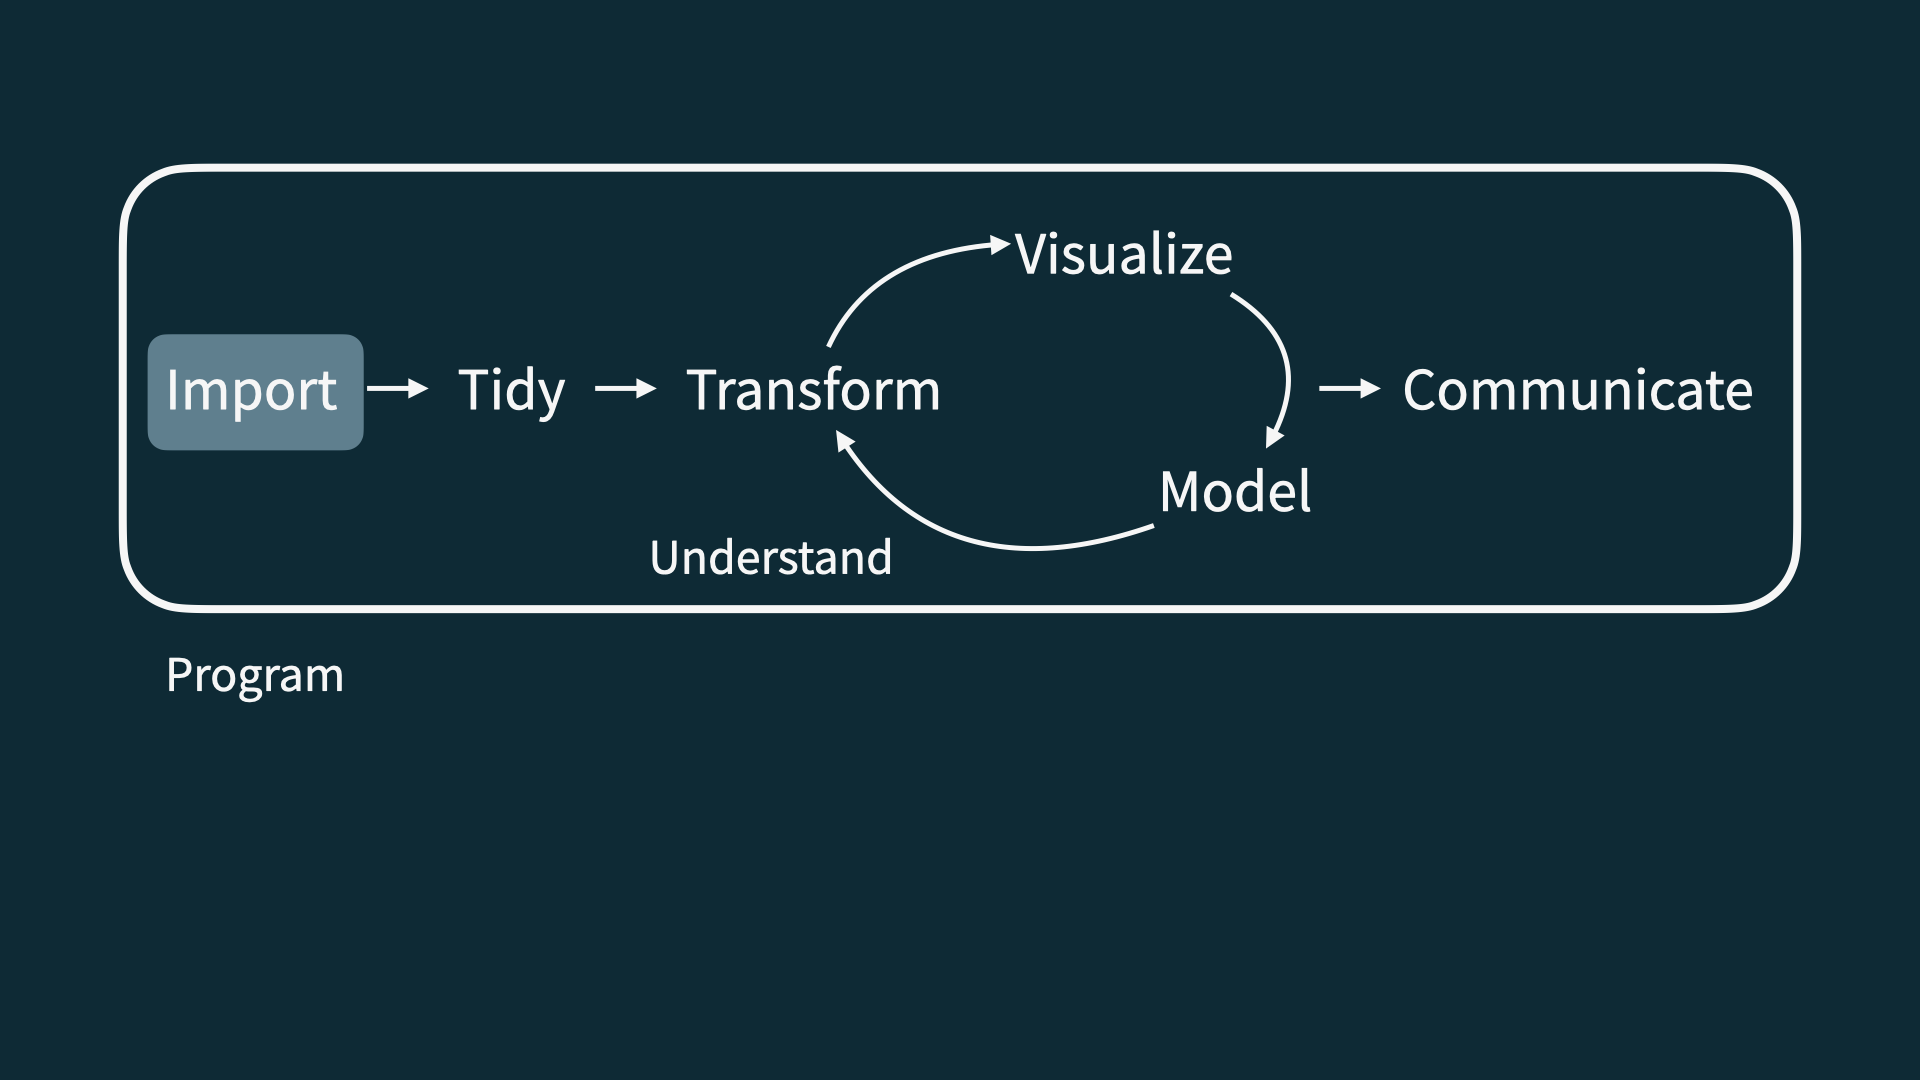 Visualize
Import
Tidy
Transform
Communicate
Model
Understand
Program